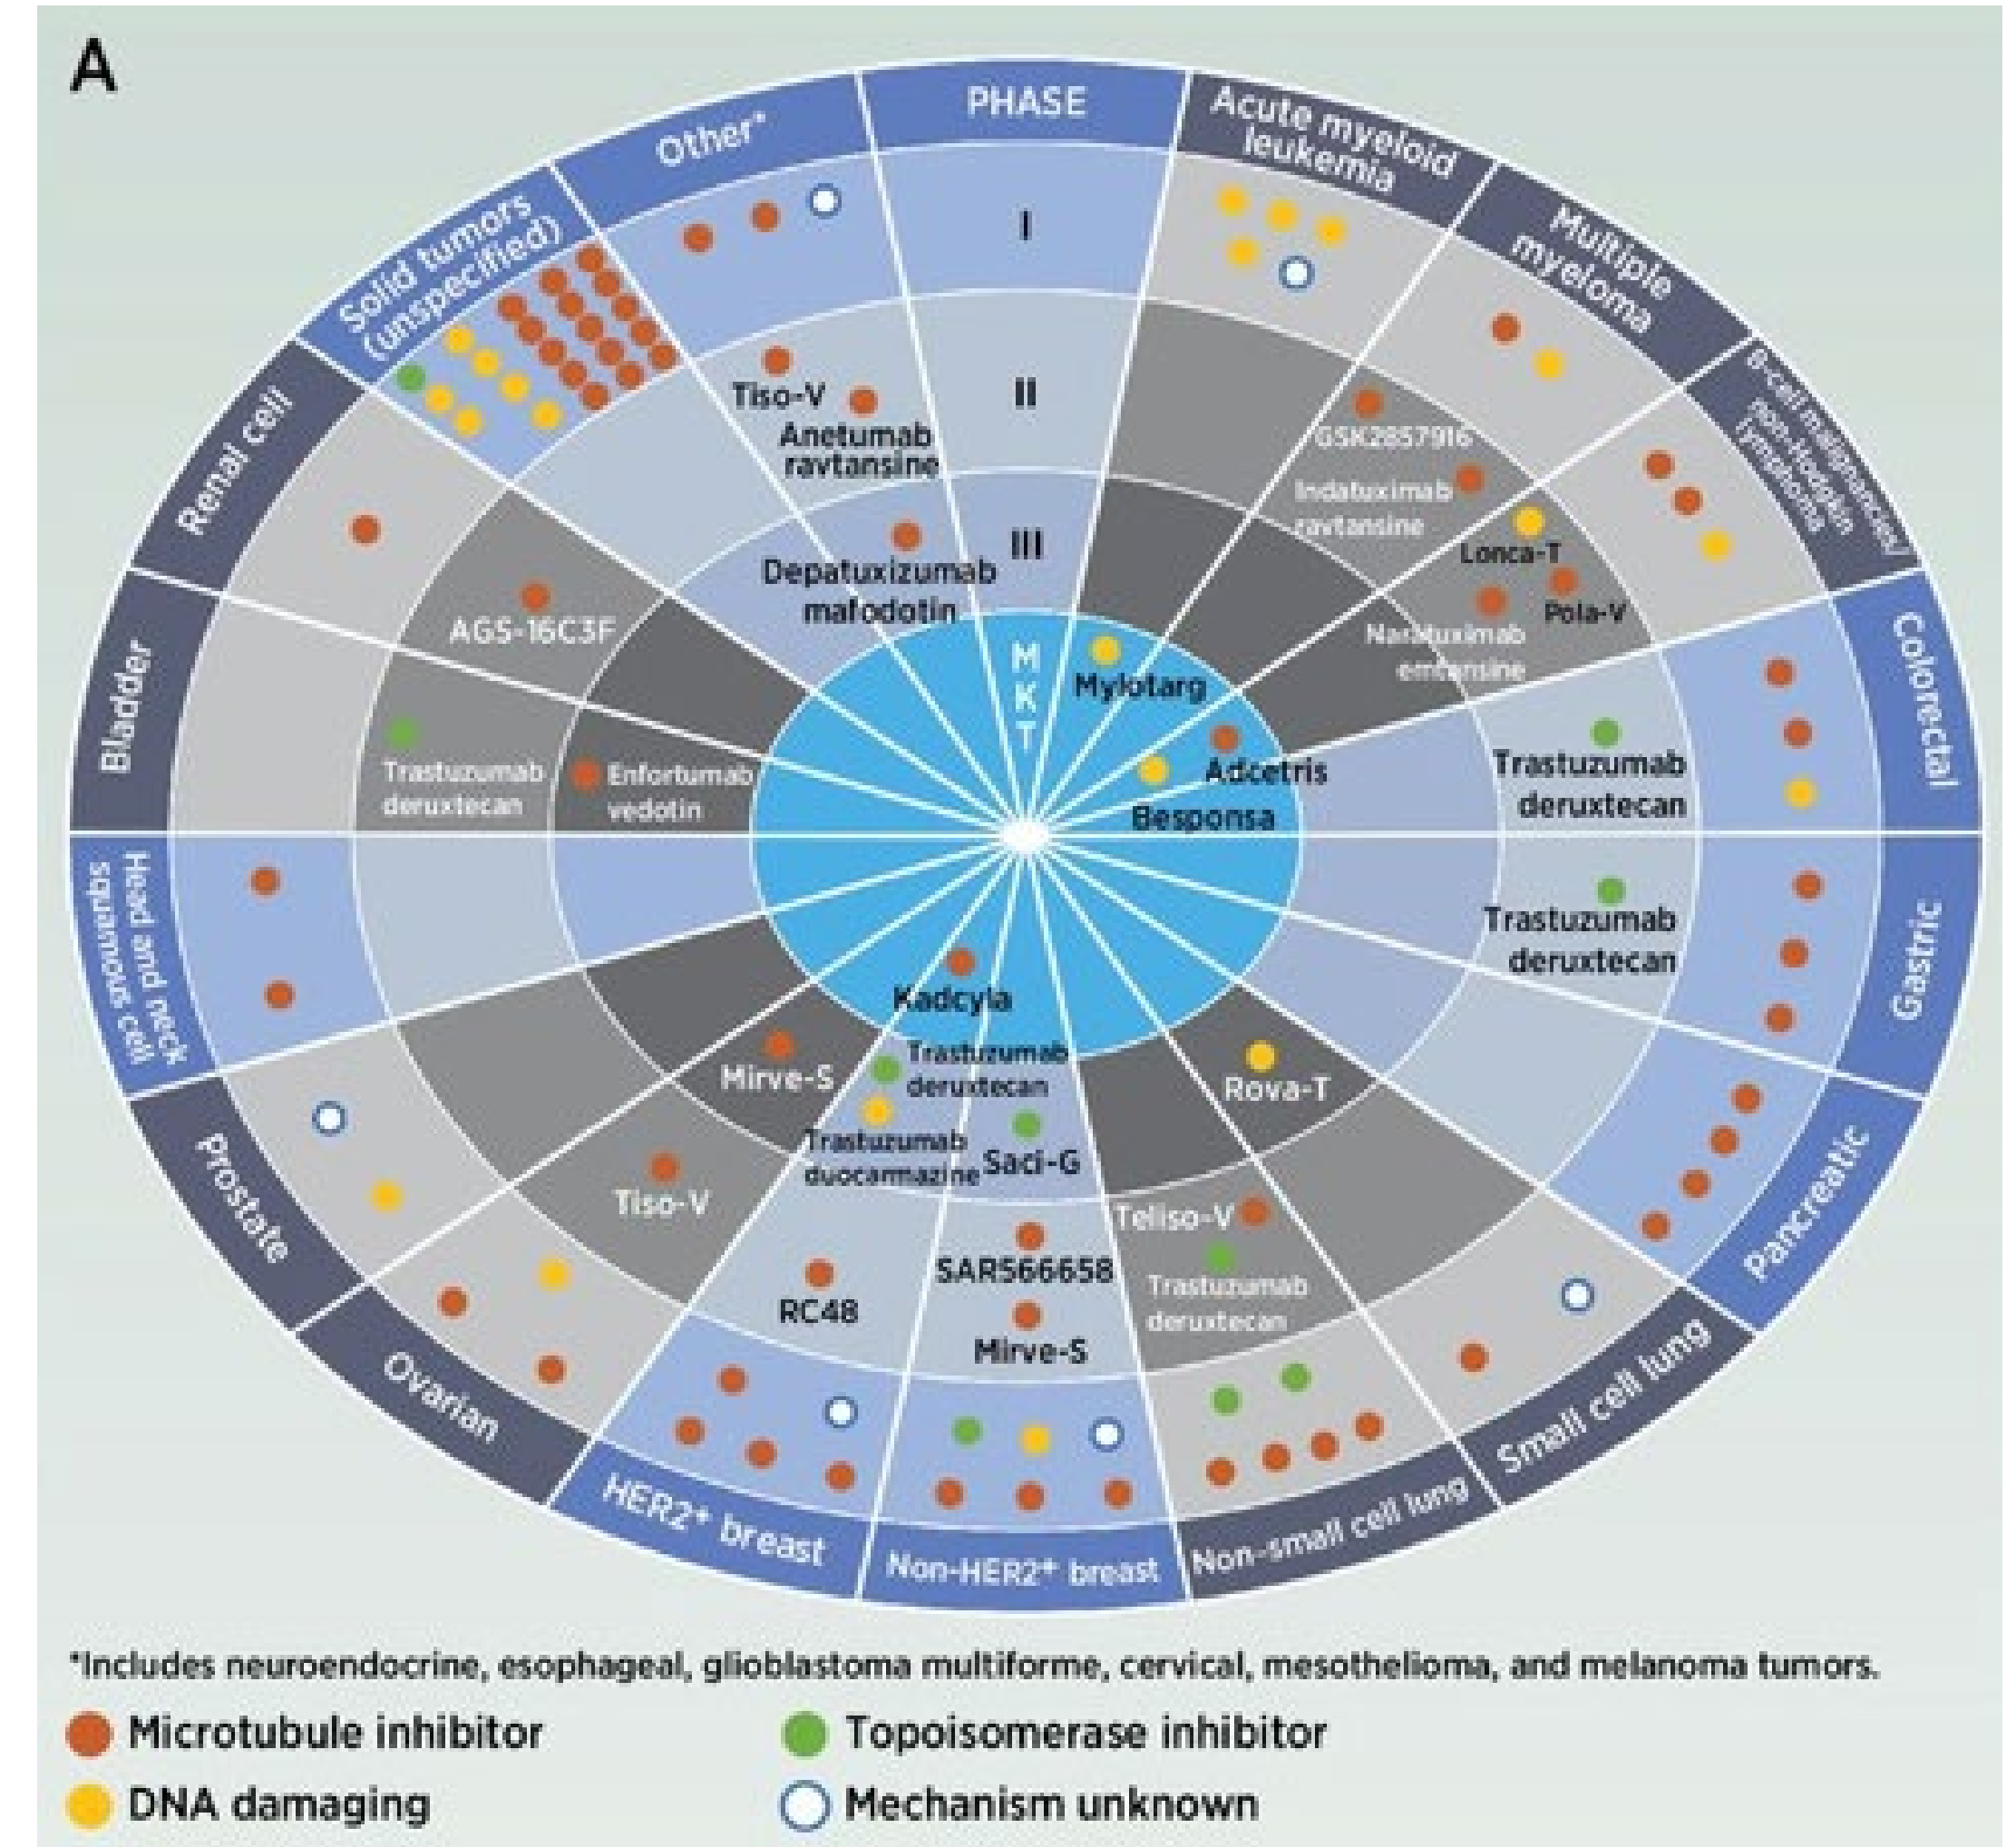 A
PHASE
I
II
III
M
K
T
Acute myeloid
leukemia
Multiple
myeloma
B-cell malignancies/
non-Hodgkin
lymphoma
Colorectal
Gastric
Pancreatic
Small cell lung
Non-small cell lung
Non-HER2⁺ breast
HER2⁺ breast
Ovarian
Prostate
Head and neck
squamous cell
Bladder
Renal cell
Solid tumors
(unspecified)
Other*
Tiso-V
Anetumab
ravtansine
Depatuxizumab
mafodotin
Mylotarg
GSK2857916
Indatuximab
ravtansine
Lonca-T
Pola-V
Naratuximab
emtansine
Adcetris
Besponsa
Trastuzumab
deruxtecan
Trastuzumab
deruxtecan
Rova-T
Teliso-V
Trastuzumab
deruxtecan
Saci-G
SAR566658
Mirve-S
Kadcyla
Trastuzumab
deruxtecan
Trastuzumab
duocarmazine
RC48
Mirve-S
Tiso-V
Trastuzumab
deruxtecan
Enfortumab
vedotin
AGS-16C3F
*Includes neuroendocrine, esophageal, glioblastoma multiforme, cervical, mesothelioma, and melanoma tumors.
Microtubule inhibitor
Topoisomerase inhibitor
DNA damaging
Mechanism unknown